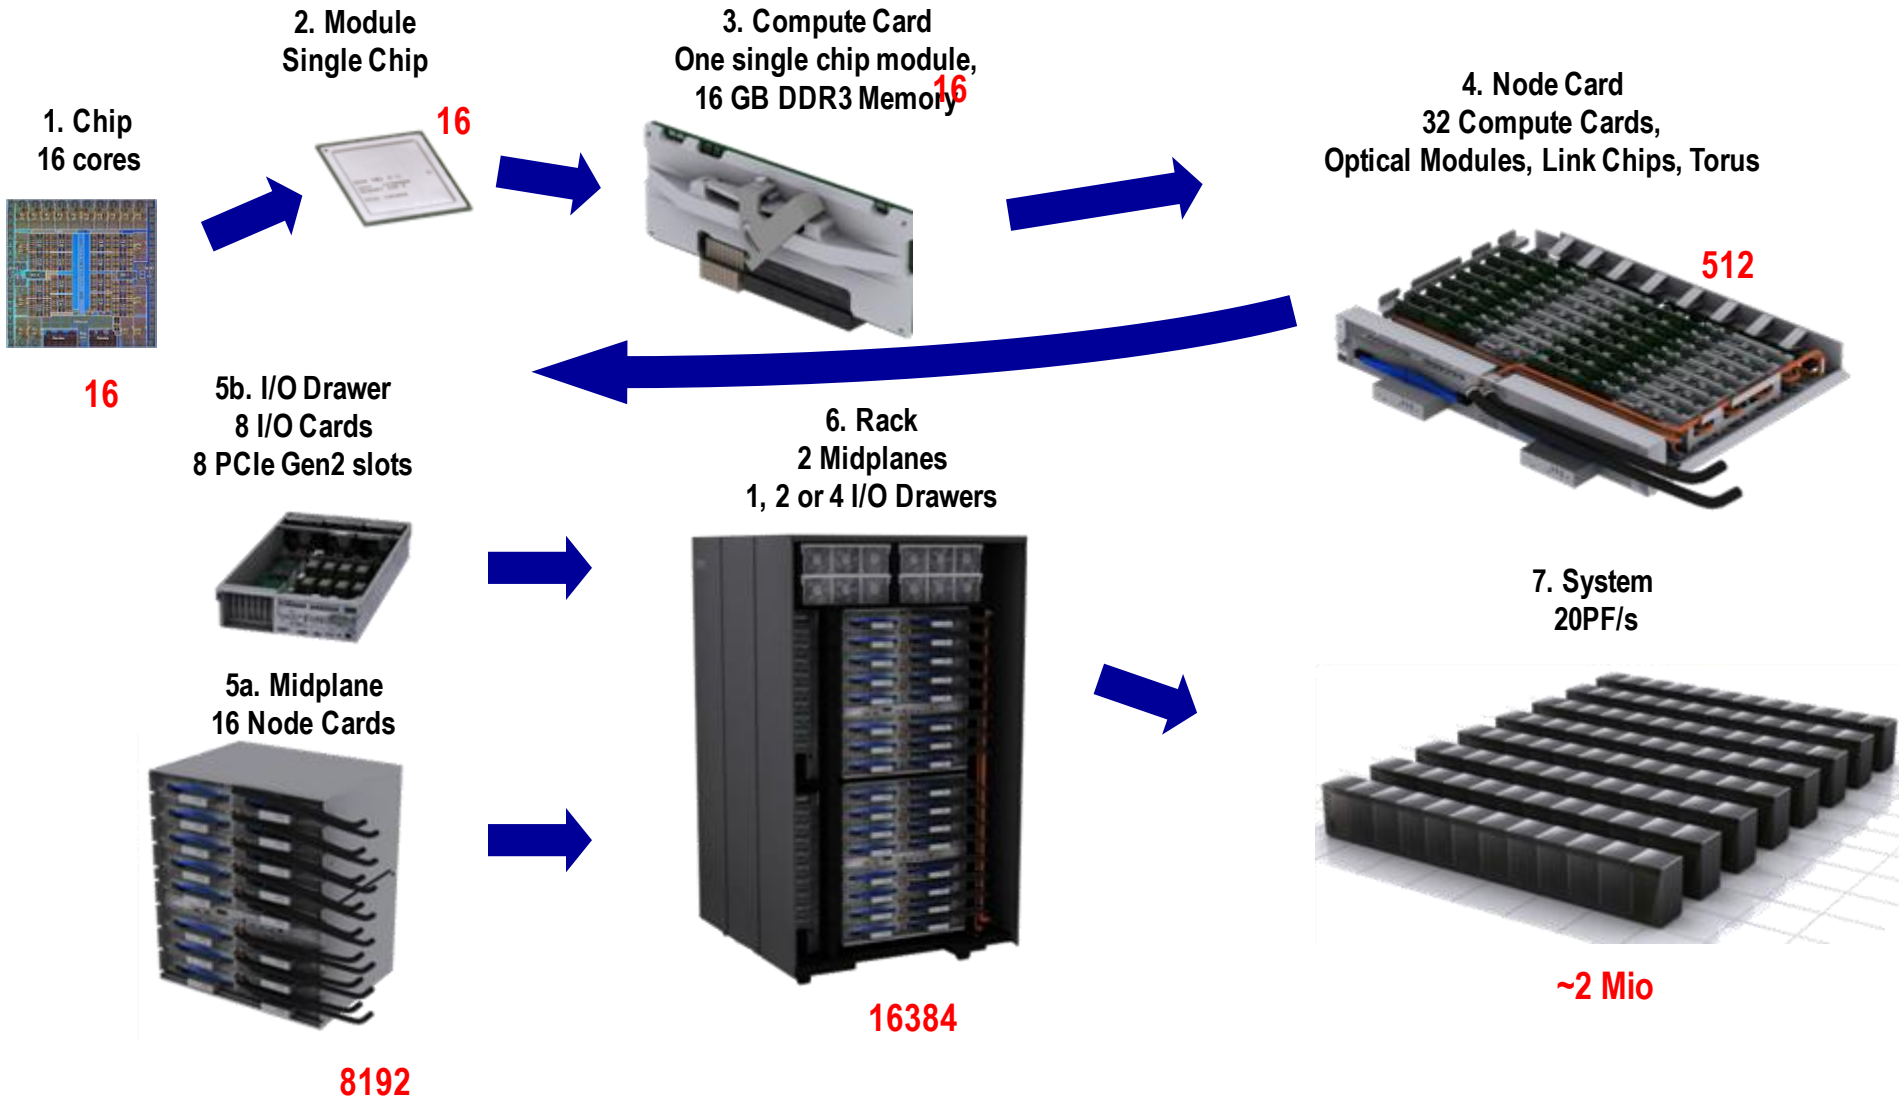 1. Chip
16 cores
16
2. Module
Single Chip
16
3. Compute Card
One single chip module,
16 GB DDR3 Memory
16
4. Node Card
32 Compute Cards,
Optical Modules, Link Chips, Torus
512
5b. I/O Drawer
8 I/O Cards
8 PCIe Gen2 slots
5a. Midplane
16 Node Cards
8192
6. Rack
2 Midplanes
1, 2 or 4 I/O Drawers
16384
7. System
20PF/s
~2 Mio